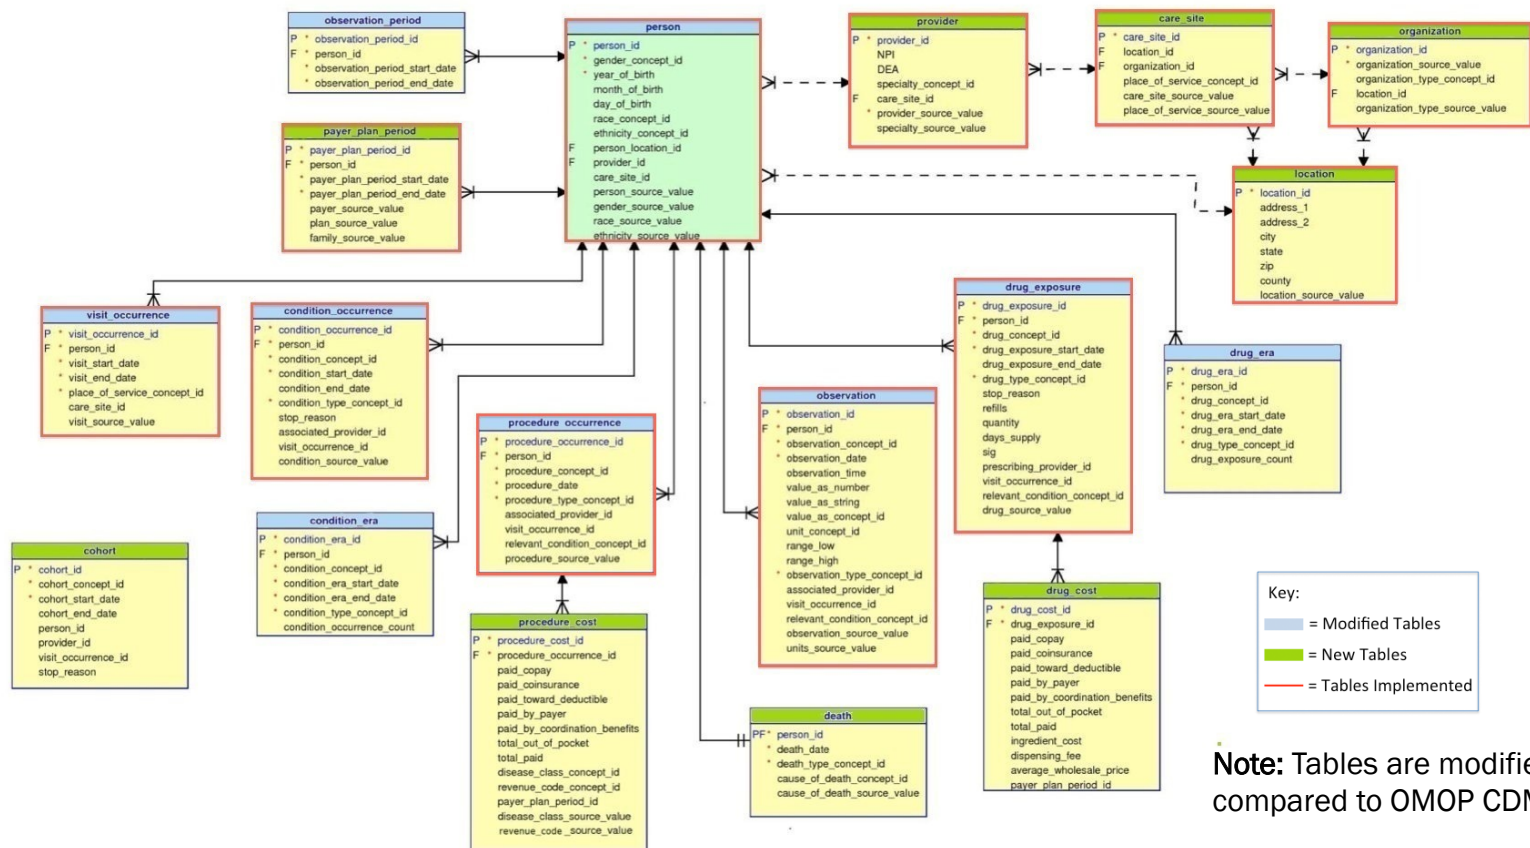 observation_period
P * observation_period_id
F * person_id
* observation_period_start_date
* observation_period_end_date
payer_plan_period
P * payer_plan_period_id
F * person_id
* payer_plan_period_start_date
* payer_plan_period_end_date
payer_source_value
plan_source_value
family_source_value
person
P * person_id
* gender_concept_id
* year_of_birth
month_of_birth
day_of_birth
race_concept_id
ethnicity_concept_id
F person_location_id
F provider_id
care_site_id
person_source_value
gender_source_value
race_source_value
ethnicity_source_value
provider
P * provider_id
NPI
DEA
specialty_concept_id
F care_site_id
* provider_source_value
specialty_source_value
care_site
P * care_site_id
F location_id
F organization_id
place_of_service_concept_id
care_site_source_value
place_of_service_source_value
organization
P * organization_id
* organization_source_value
organization_type_concept_id
F location_id
organization_type_source_value
location
P * location_id
address_1
address_2
city
state
zip
county
location_source_value
visit_occurrence
P * visit_occurrence_id
F * person_id
* visit_start_date
* visit_end_date
* place_of_service_concept_id
care_site_id
visit_source_value
condition_occurrence
P * condition_occurrence_id
F * person_id
* condition_concept_id
* condition_start_date
condition_end_date
* condition_type_concept_id
stop_reason
associated_provider_id
visit_occurrence_id
condition_source_value
procedure_occurrence
P * procedure_occurrence_id
F * person_id
* procedure_concept_id
* procedure_date
* procedure_type_concept_id
associated_provider_id
visit_occurrence_id
relevant_condition_concept_id
procedure_source_value
observation
P * observation_id
F * person_id
* observation_concept_id
* observation_date
observation_time
value_as_number
value_as_string
value_as_concept_id
unit_concept_id
range_low
range_high
* observation_type_concept_id
associated_provider_id
visit_occurrence_id
relevant_condition_concept_id
observation_source_value
units_source_value
drug_exposure
P * drug_exposure_id
F * person_id
* drug_concept_id
* drug_exposure_start_date
drug_exposure_end_date
* drug_type_concept_id
stop_reason
refills
quantity
days_supply
sig
prescribing_provider_id
visit_occurrence_id
relevant_condition_concept_id
drug_source_value
drug_era
P * drug_era_id
F * person_id
* drug_concept_id
* drug_era_start_date
* drug_era_end_date
* drug_type_concept_id
drug_exposure_count
cohort
P * cohort_id
* cohort_concept_id
* cohort_start_date
cohort_end_date
person_id
provider_id
visit_occurrence_id
stop_reason
condition_era
P * condition_era_id
F * person_id
* condition_concept_id
* condition_era_start_date
* condition_era_end_date
* condition_type_concept_id
condition_occurrence_count
procedure_cost
P * procedure_cost_id
F * procedure_occurrence_id
paid_copay
paid_coinsurance
paid_toward_deductible
paid_by_payer
paid_by_coordination_benefits
total_out_of_pocket
total_paid
disease_class_concept_id
revenue_code_concept_id
payer_plan_period_id
disease_class_source_value
revenue_code _source_value
death
PF * person_id
* death_date
* death_type_concept_id
cause_of_death_concept_id
cause_of_death_source_value
drug_cost
P * drug_cost_id
F * drug_exposure_id
paid_copay
paid_coinsurance
paid_toward_deductible
paid_by_payer
paid_by_coordination_benefits
total_out_of_pocket
total_paid
ingredient_cost
dispensing_fee
average_wholesale_price
payer_plan_period_id
Key:
= Modified Tables
= New Tables
= Tables Implemented
Note: Tables are modifie
compared to OMOP CDM